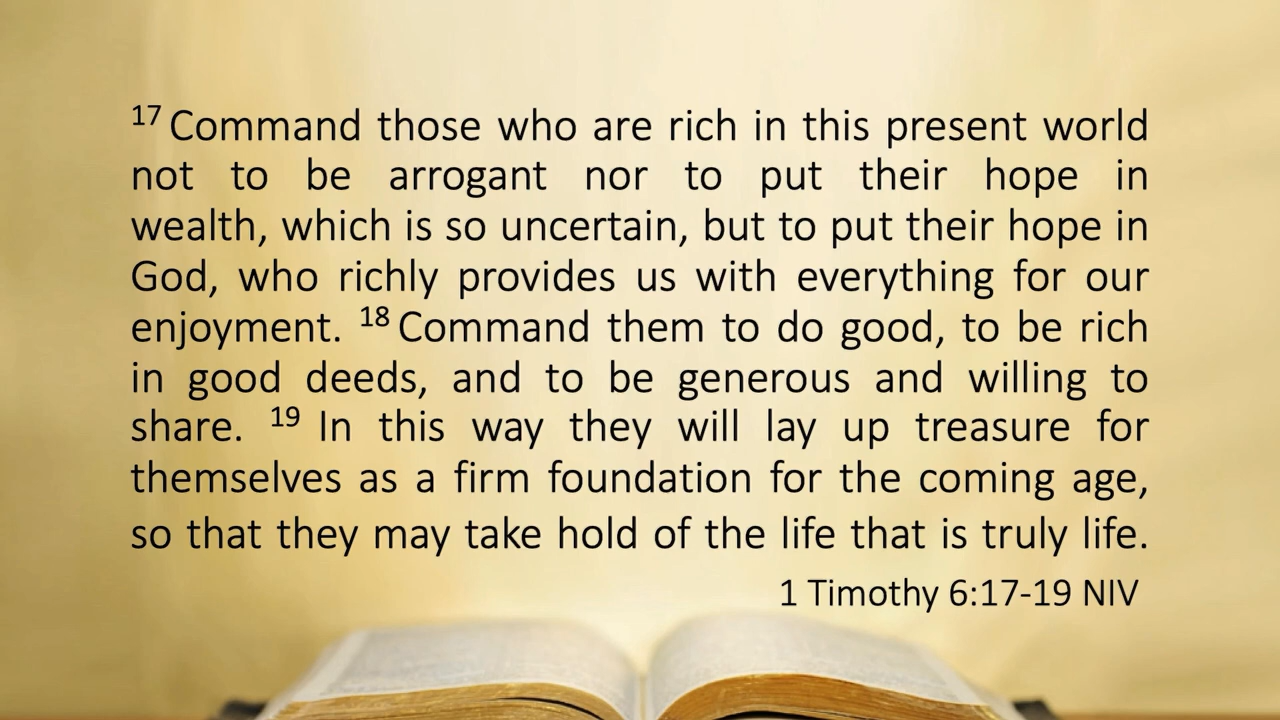 17 Command those who are rich in this present world
not to be arrogant nor to put their hope in
wealth, which is so uncertain, but to put their hope in
God, who richly provides us with everything for our
enjoyment. 18 Command them to do good, to be rich
in good deeds, and to be generous and willing to
share. 19 In this way they will lay up treasure for
themselves as a firm foundation for the coming age,
so that they may take hold of the life that is truly life.
1 Timothy 6:17-19 NIV